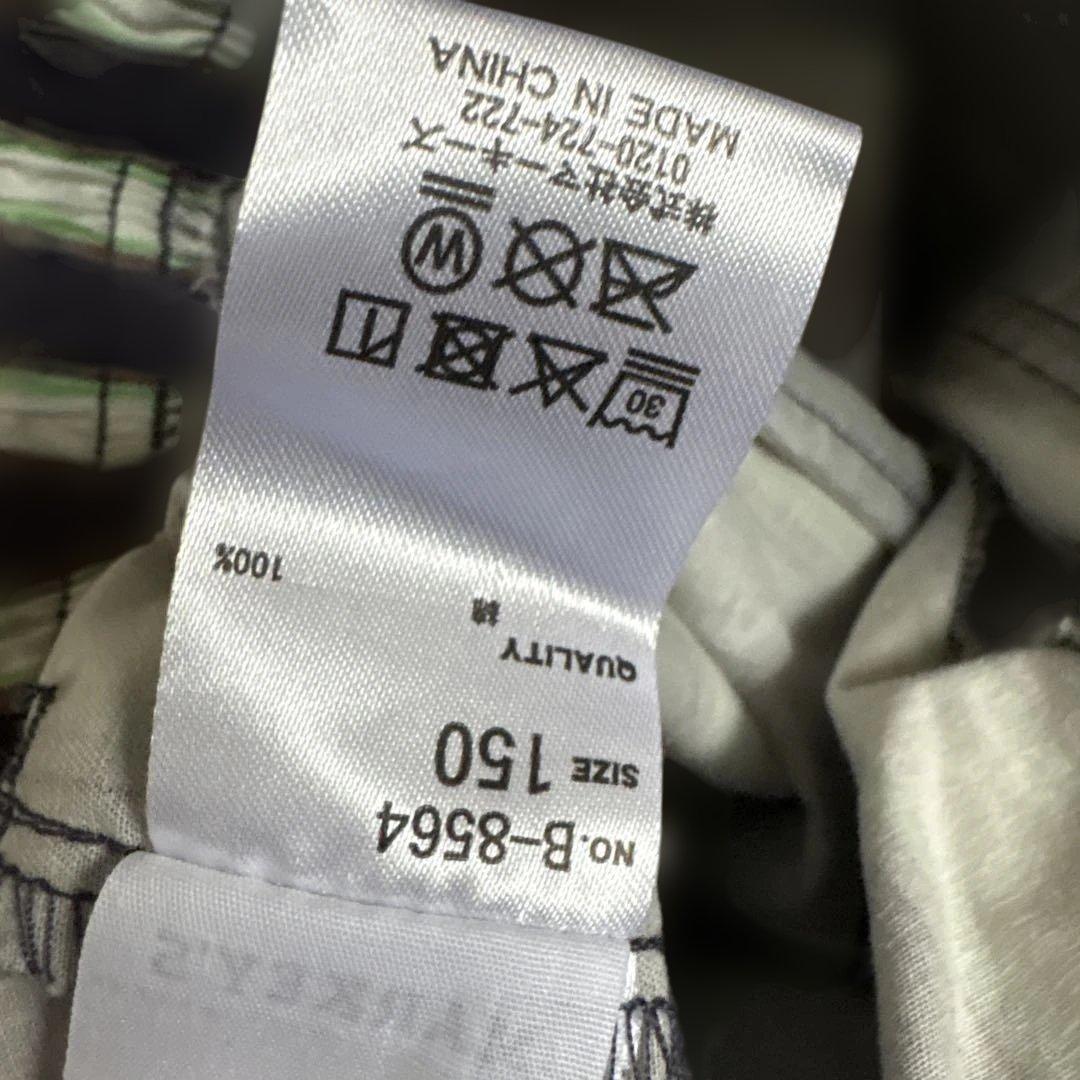 NO.B-8564
SIZE 150
QUALITY
綿
100%
30
W
株式会社マーキーズ
0120-724-722
MADE IN CHINA